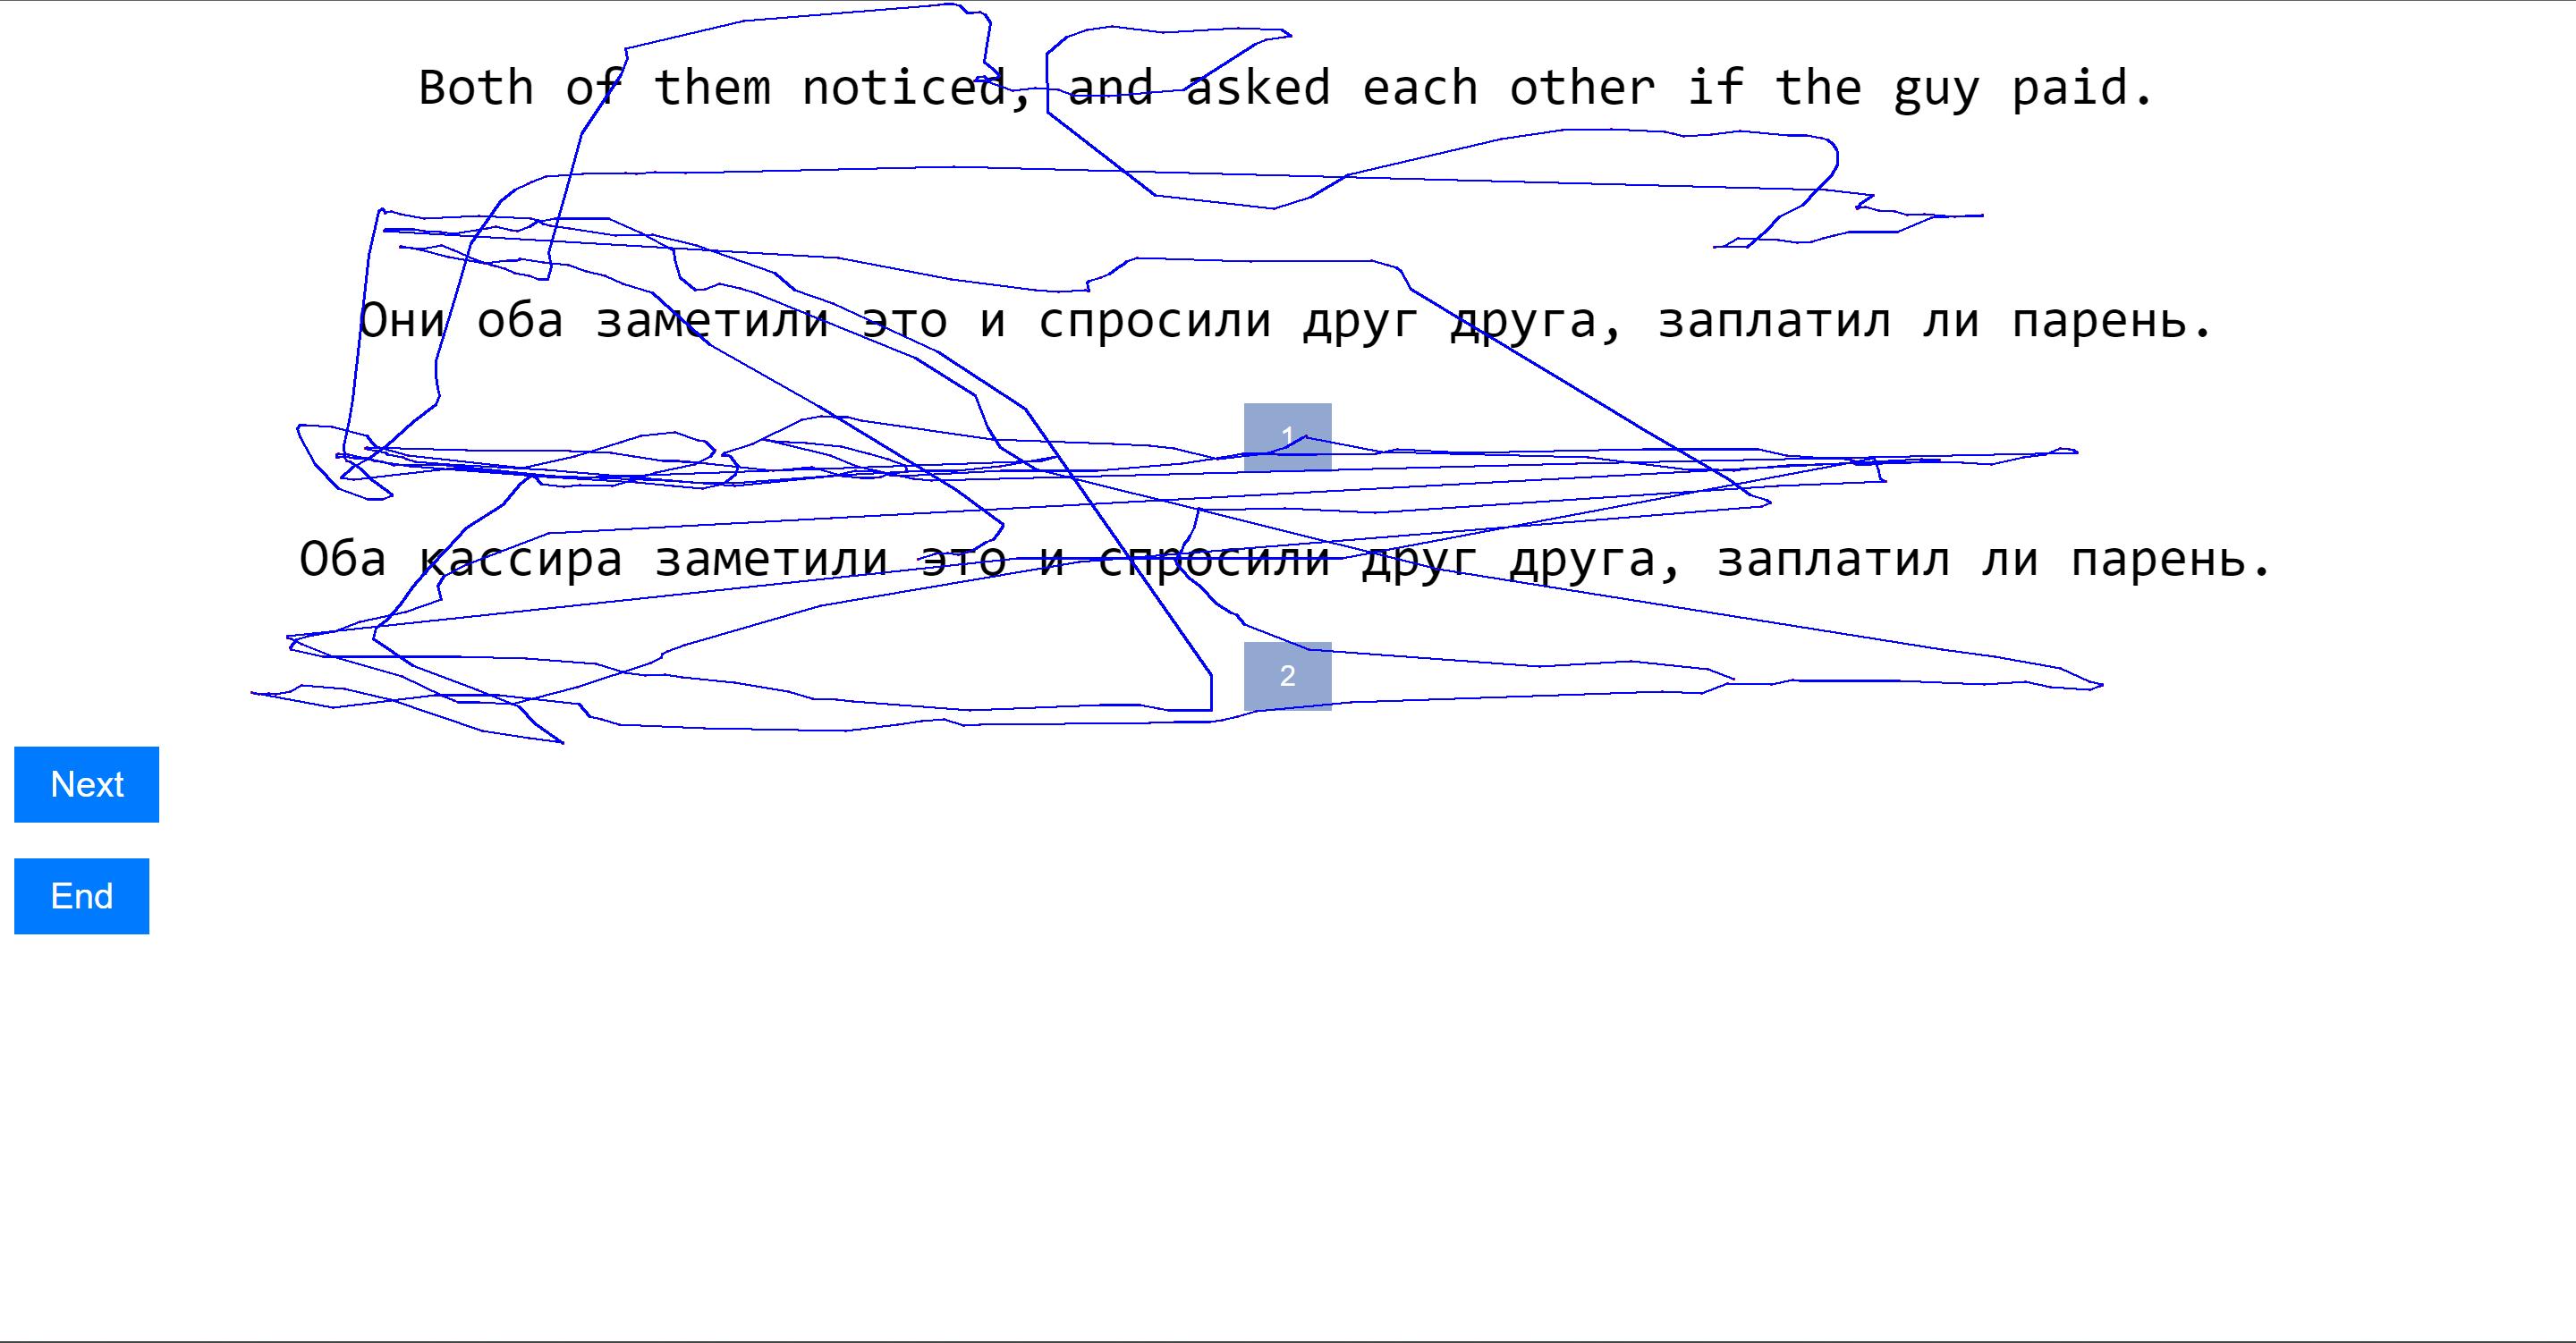 Both of them noticed, and asked each other if the guy paid.
Они оба заметили это и спросили друг друга, заплатил ли парень.
1
Оба кассира заметили это и спросили друг друга, заплатил ли парень.
2
Next
End